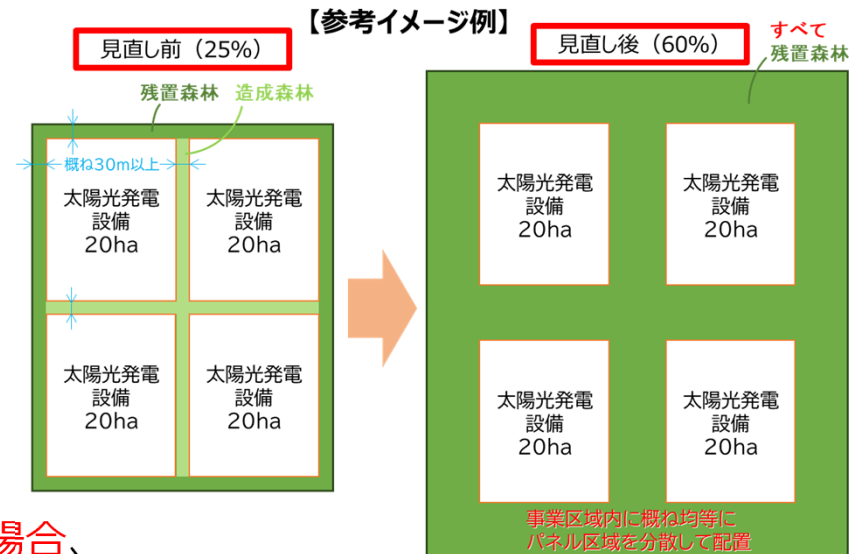 【参考イメージ例】
見直し前（25%）
残置森林 造成森林
概ね30m以上
太陽光発電
設備
20ha
太陽光発電
設備
20ha
太陽光発電
設備
20ha
太陽光発電
設備
20ha
見直し後（60%）
すべて
残置森林
太陽光発電
設備
20ha
太陽光発電
設備
20ha
太陽光発電
設備
20ha
太陽光発電
設備
20ha
事業区域内に概ね均等に
パネル区域を分散して配置
場合、